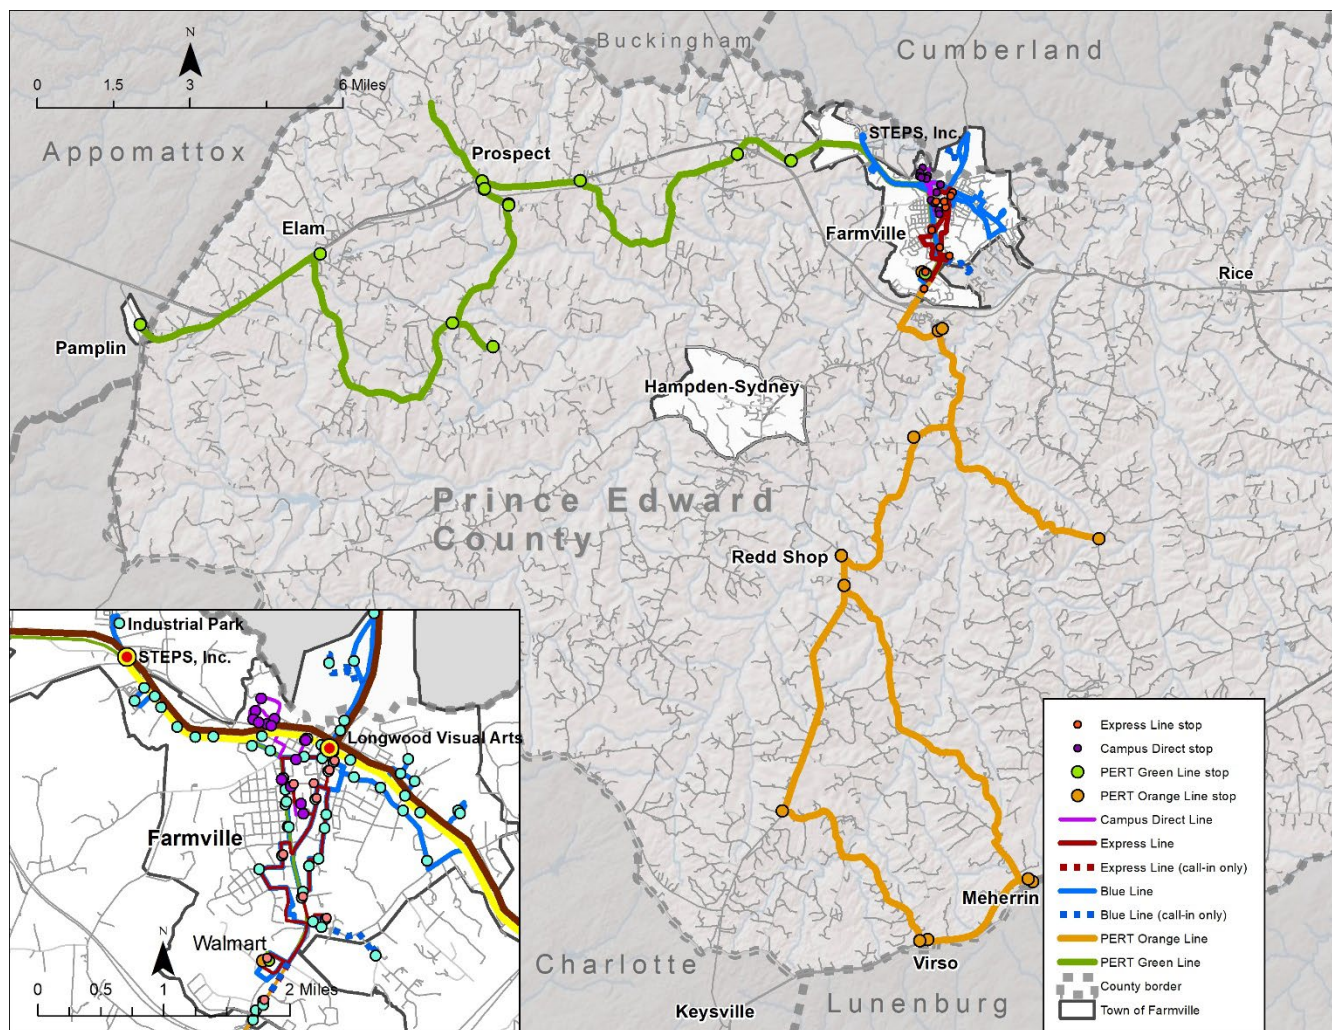 Buckingham
Cumberland
N
0 1.5 3 6 Miles
Appomattox
STEPS, Inc.
Prospect
Elam
Farmville
Rice
Pamplin
Hampden-Sydney
Prince Edward
County
Redd Shop
Industrial Park
STEPS, Inc.
Longwood Visual Arts
Farmville
Walmart
N
0 0.5 1 2 Miles
Meherrin
Virso
Charlotte
Lunenburg
Keysville
Express Line stop
Campus Direct stop
PERT Green Line stop
PERT Orange Line stop
Campus Direct Line
Express Line
Express Line (call-in only)
Blue Line
Blue Line (call-in only)
PERT Orange Line
PERT Green Line
County border
Town of Farmville